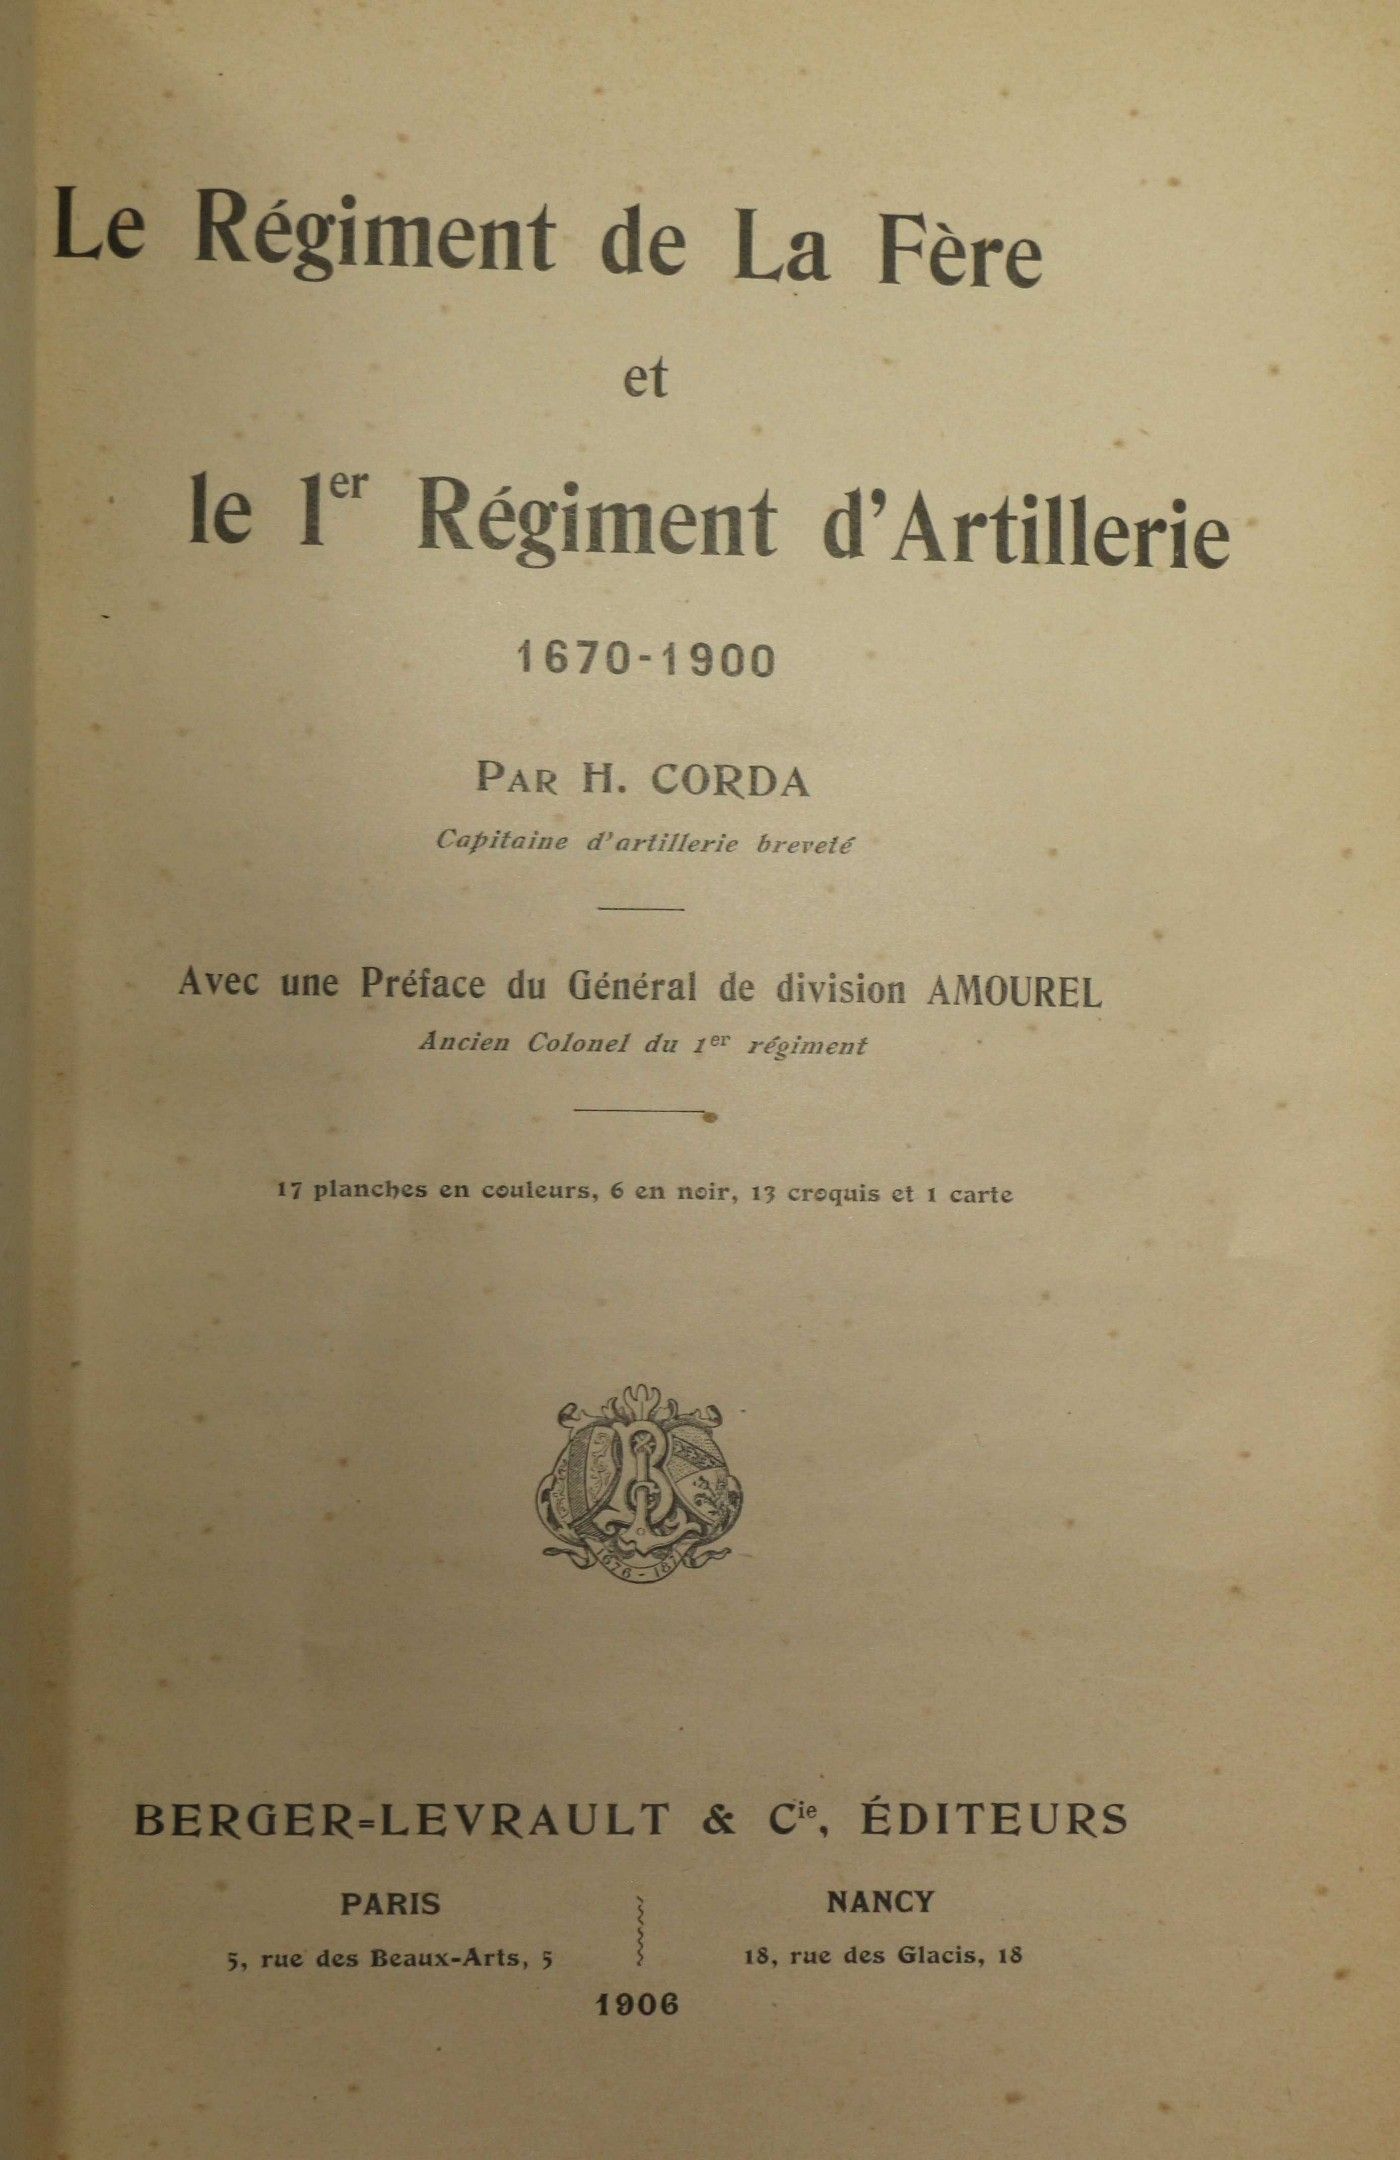 Le Régiment de La Fère
et
le 1er Régiment d'Artillerie
1670-1900
PAR H. CORDA
Capitaine d'artillerie breveté
Avec une Préface du Général de division AMOUREL
Ancien Colonel du 1er régiment
17 planches en couleurs, 6 en noir, 13 croquis et 1 carte
BERGER=LEVRAULT & Cie, ÉDITEURS
PARIS
5, rue des Beaux-Arts, 5
NANCY
18, rue des Glacis, 18
1906